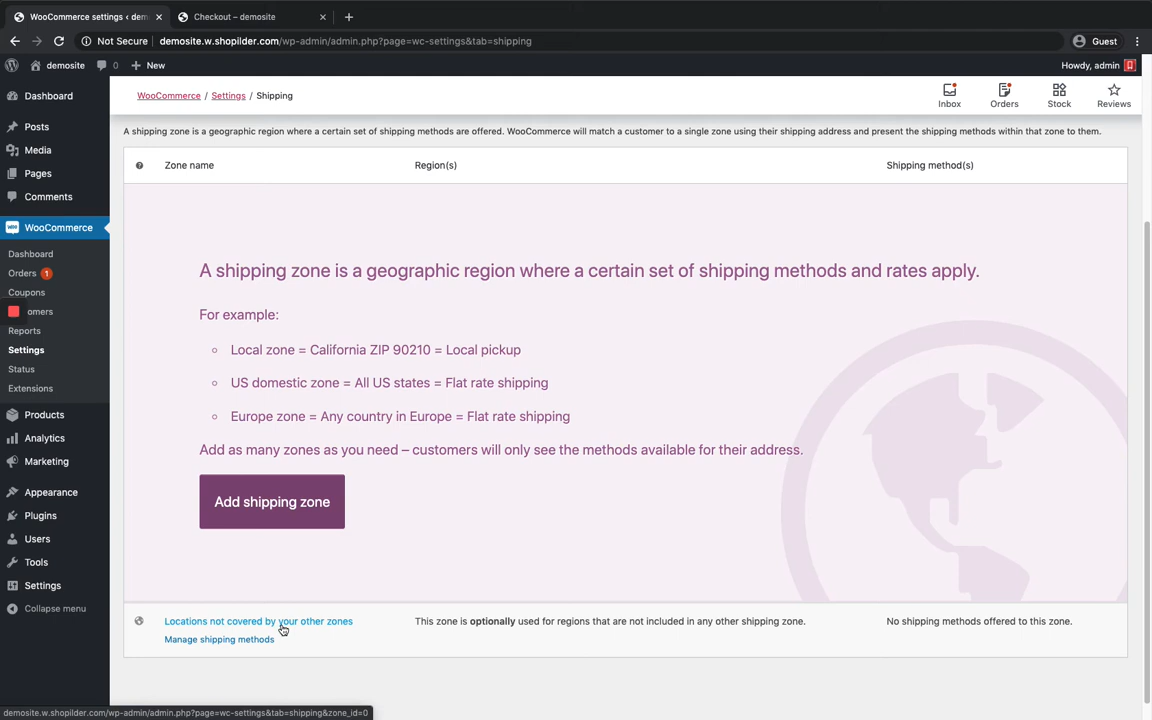 WooCommerce settings ‹ dem
Checkout – demosite
Not Secure | demosite.w.shopilder.com/wp-admin/admin.php?page=wc-settings&tab=shipping
Guest
demosite 0 New
Howdy, admin
Dashboard
Posts
Media
Pages
Comments
WooCommerce
Dashboard
Orders 1
Coupons
omers
Reports
Settings
Status
Extensions
Products
Analytics
Marketing
Appearance
Plugins
Users
Tools
Settings
Collapse menu
WooCommerce / Settings / Shipping
Inbox
Orders
Stock
Reviews
A shipping zone is a geographic region where a certain set of shipping methods are offered. WooCommerce will match a customer to a single zone using their shipping address and present the shipping methods within that zone to them.
Zone name
Region(s)
Shipping method(s)
A shipping zone is a geographic region where a certain set of shipping methods and rates apply.
For example:
Local zone = California ZIP 90210 = Local pickup
US domestic zone = All US states = Flat rate shipping
Europe zone = Any country in Europe = Flat rate shipping
Add as many zones as you need – customers will only see the methods available for their address.
Add shipping zone
Locations not covered by your other zones
Manage shipping methods
This zone is optionally used for regions that are not included in any other shipping zone.
No shipping methods offered to this zone.
demosite.w.shopilder.com/wp-admin/admin.php?page=wc-settings&tab=shipping&zone_id=0